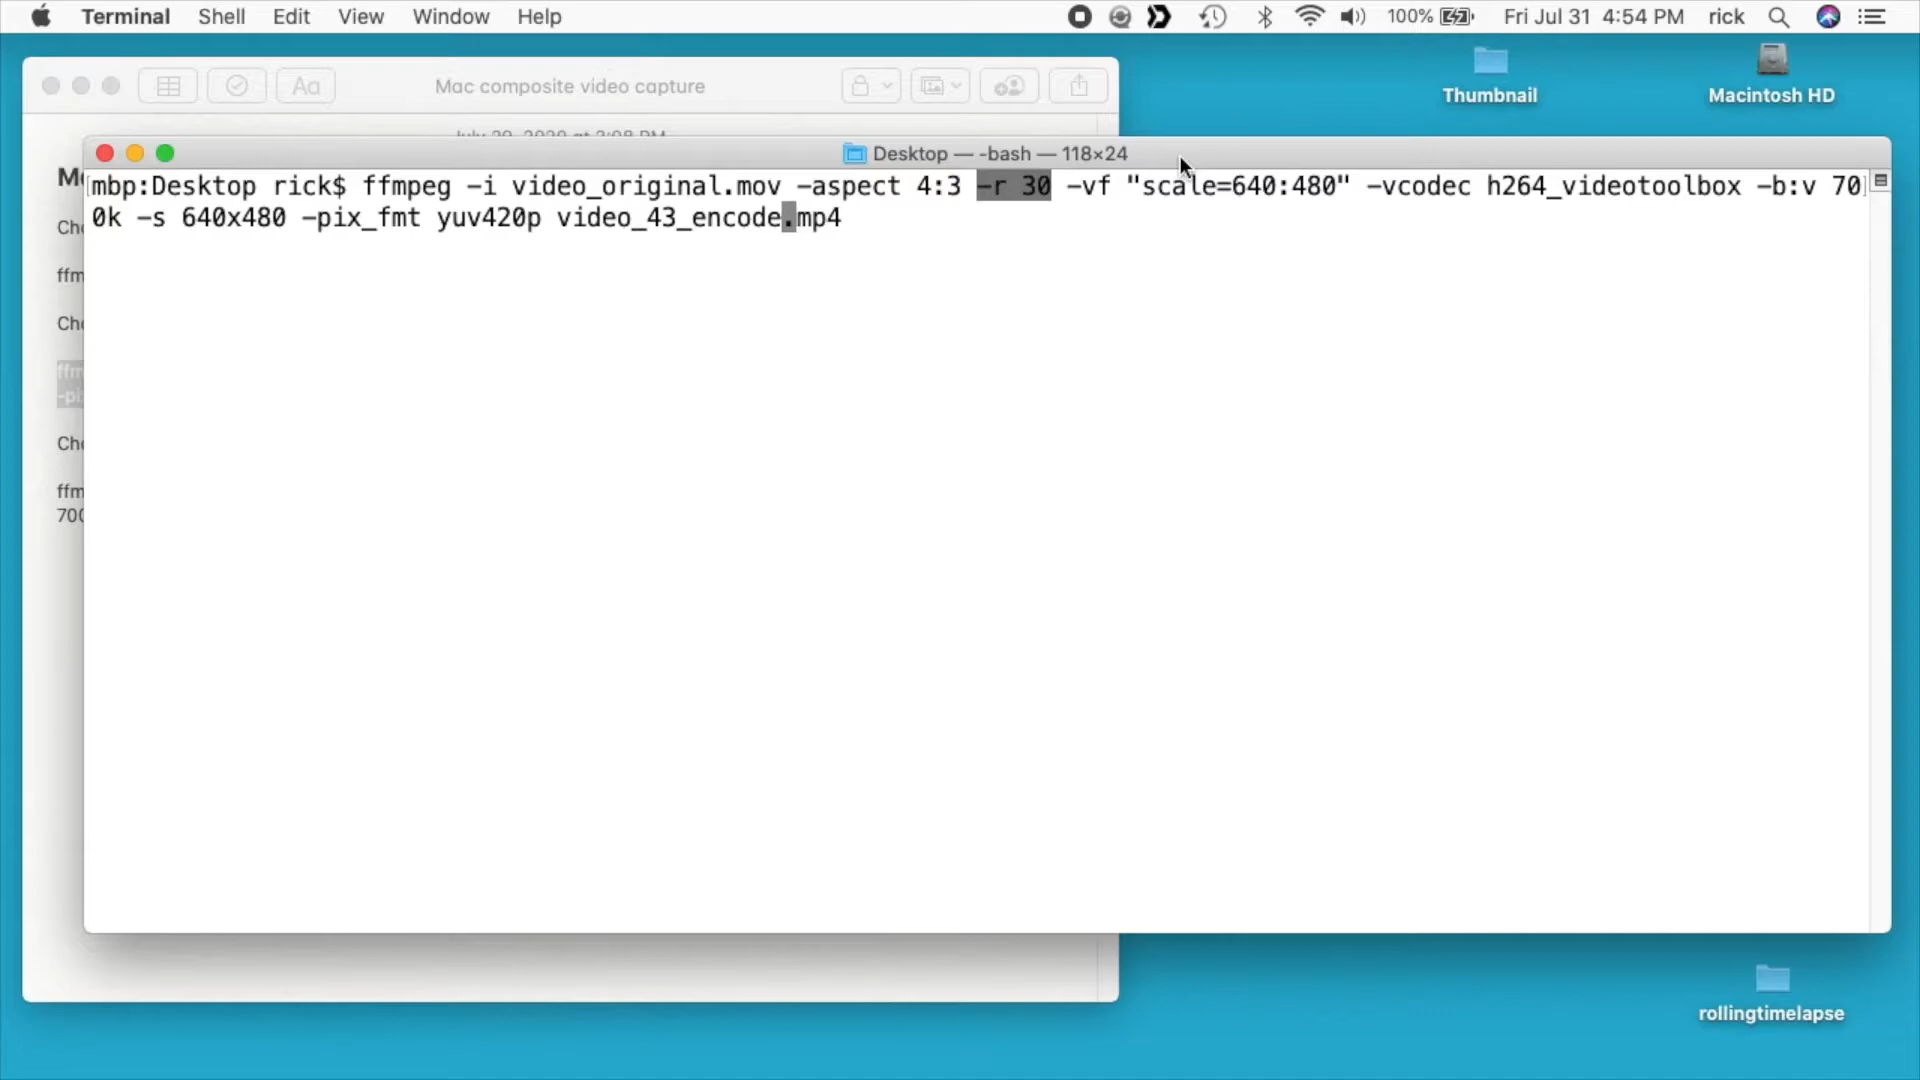 Terminal Shell Edit View Window Help 100% Fri Jul 31 4:54 PM rick
Thumbnail
Macintosh HD
Aa Mac composite video capture
Desktop — -bash — 118×24
mbp:Desktop rick$ ffmpeg -i video_original.mov -aspect 4:3 -r 30 -vf "scale=640:480" -vcodec h264_videotoolbox -b:v 70
0k -s 640x480 -pix_fmt yuv420p video_43_encode.mp4
rollingtimelapse